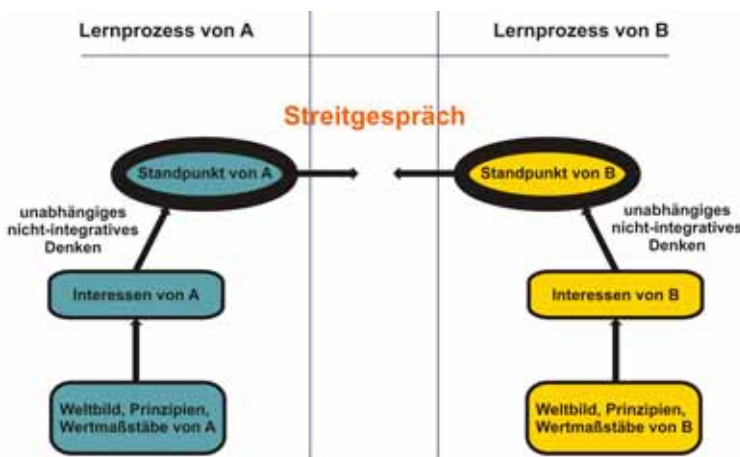 Lernprozess von A
Lernprozess von B
Streitgespräch
Standpunkt von A
Standpunkt von B
unabhängiges
nicht-integratives
Denken
unabhängiges
nicht-integratives
Denken
Interessen von A
Interessen von B
Weltbild, Prinzipien,
Wertmaßstäbe von A
Weltbild, Prinzipien,
Wertmaßstäbe von B